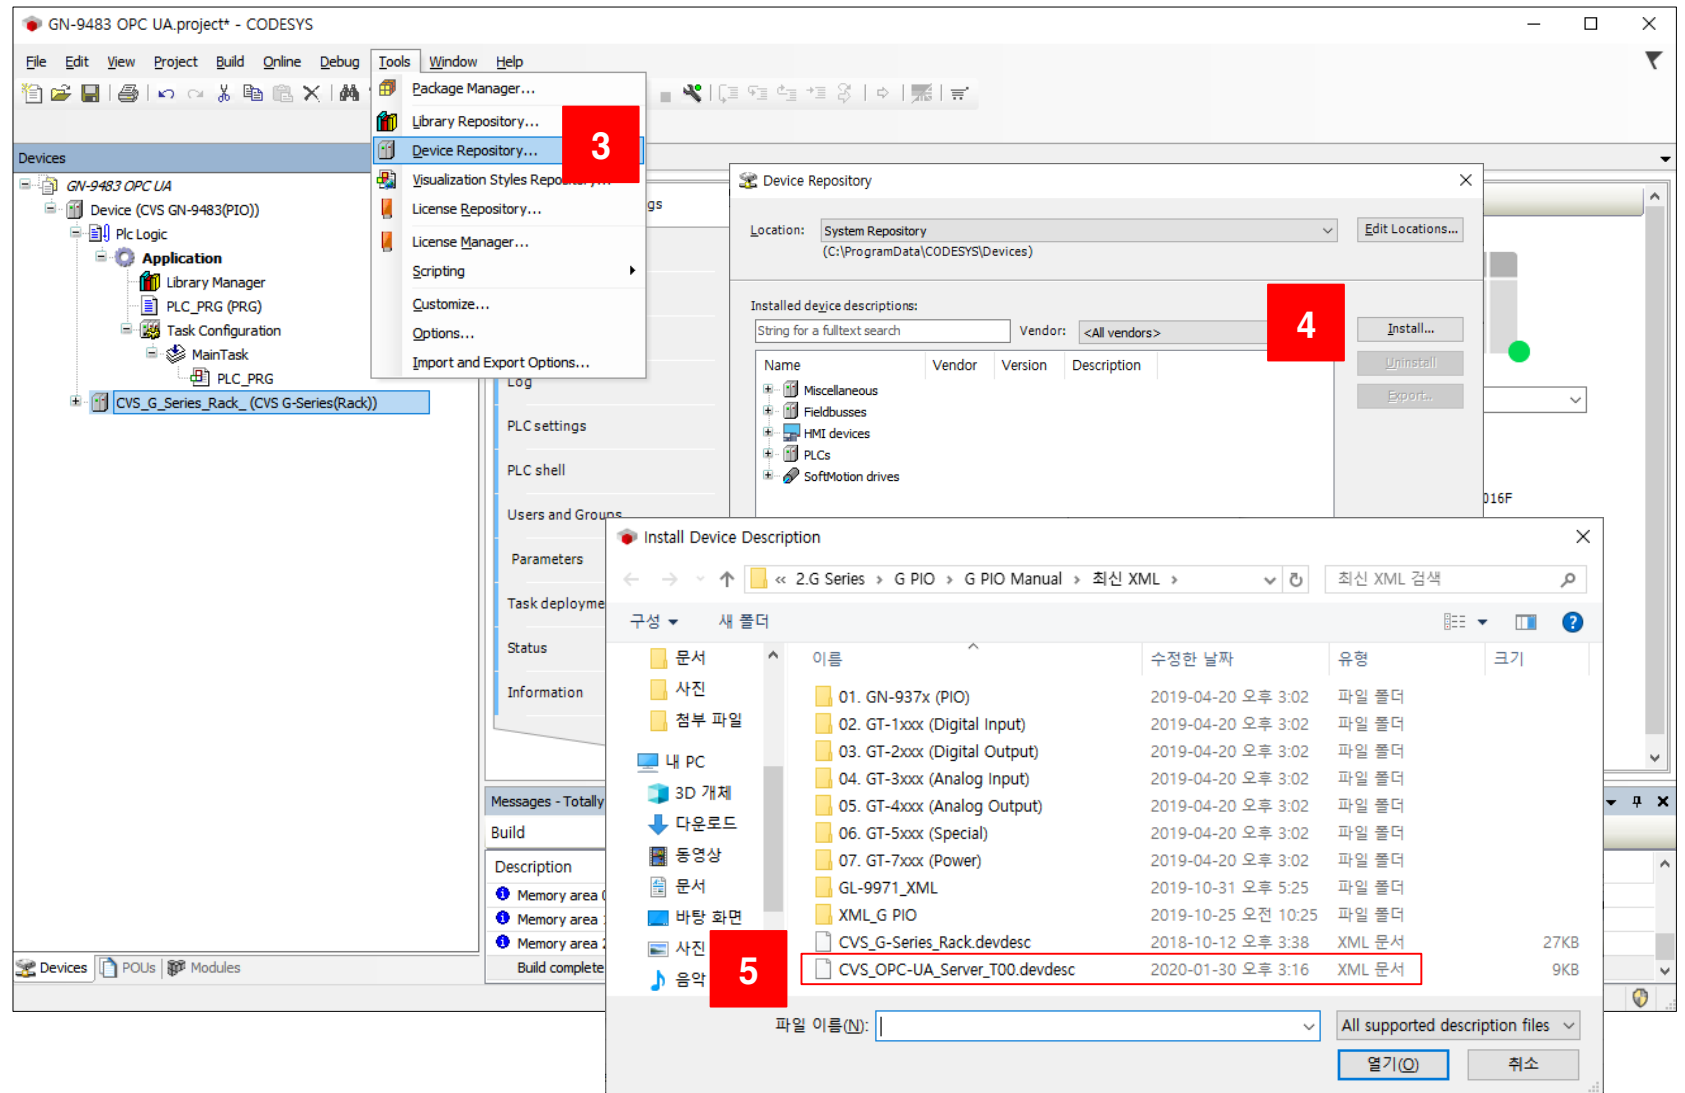 GN-9483 OPC UA.project* - CODESYS
File Edit View Project Build Online Debug Tools Window Help
Package Manager...
Library Repository...
Device Repository...
3
Visualization Styles Repository...
License Repository...
License Manager...
Scripting
Customize...
Options...
Import and Export Options...
Devices
GN-9483 OPC UA
Device (CVS GN-9483(PIO))
Plc Logic
Application
Library Manager
PLC_PRG (PRG)
Task Configuration
MainTask
PLC_PRG
CVS_G_Series_Rack_ (CVS G-Series(Rack))
Devices POUs Modules
gs
Log
PLC settings
PLC shell
Users and Groups
Parameters
Task deployme
Status
Information
016F
Messages - Totally
Build
Description
Memory area
Memory area
Memory area
Build complete
Device Repository
Location: System Repository Edit Locations...
(C:\ProgramData\CODESYS\Devices)
Installed device descriptions:
String for a fulltext search Vendor: <All vendors> 4 Install...
Uninstall
Export..
Name Vendor Version Description
Miscellaneous
Fieldbusses
HMI devices
PLCs
SoftMotion drives
Install Device Description
« 2.G Series › G PIO › G PIO Manual › 최신 XML › 최신 XML 검색
구성 새 폴더
문서
사진
첨부 파일
내 PC
3D 개체
다운로드
동영상
문서
바탕 화면
사진
음악
이름 수정한 날짜 유형 크기
01. GN-937x (PIO) 2019-04-20 오후 3:02 파일 폴더
02. GT-1xxx (Digital Input) 2019-04-20 오후 3:02 파일 폴더
03. GT-2xxx (Digital Output) 2019-04-20 오후 3:02 파일 폴더
04. GT-3xxx (Analog Input) 2019-04-20 오후 3:02 파일 폴더
05. GT-4xxx (Analog Output) 2019-04-20 오후 3:02 파일 폴더
06. GT-5xxx (Special) 2019-04-20 오후 3:02 파일 폴더
07. GT-7xxx (Power) 2019-04-20 오후 3:02 파일 폴더
GL-9971_XML 2019-10-31 오후 5:25 파일 폴더
XML_G PIO 2019-10-25 오전 10:25 파일 폴더
CVS_G-Series_Rack.devdesc 2018-10-12 오후 3:38 XML 문서 27KB
5 CVS_OPC-UA_Server_T00.devdesc 2020-01-30 오후 3:16 XML 문서 9KB
파일 이름(N): All supported description files
열기(O) 취소